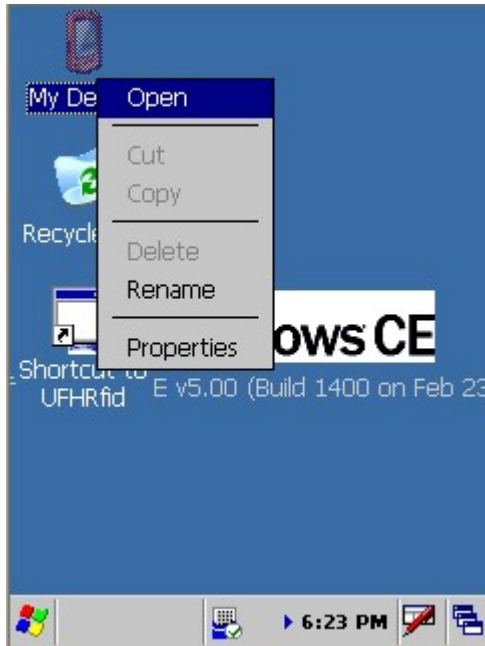 My De
Open
Cut
Copy
Recycle
Delete
Rename
Properties
ows CE
Shortcut to
UFHRfid
E v5.00 (Build 1400 on Feb 23
6:23 PM